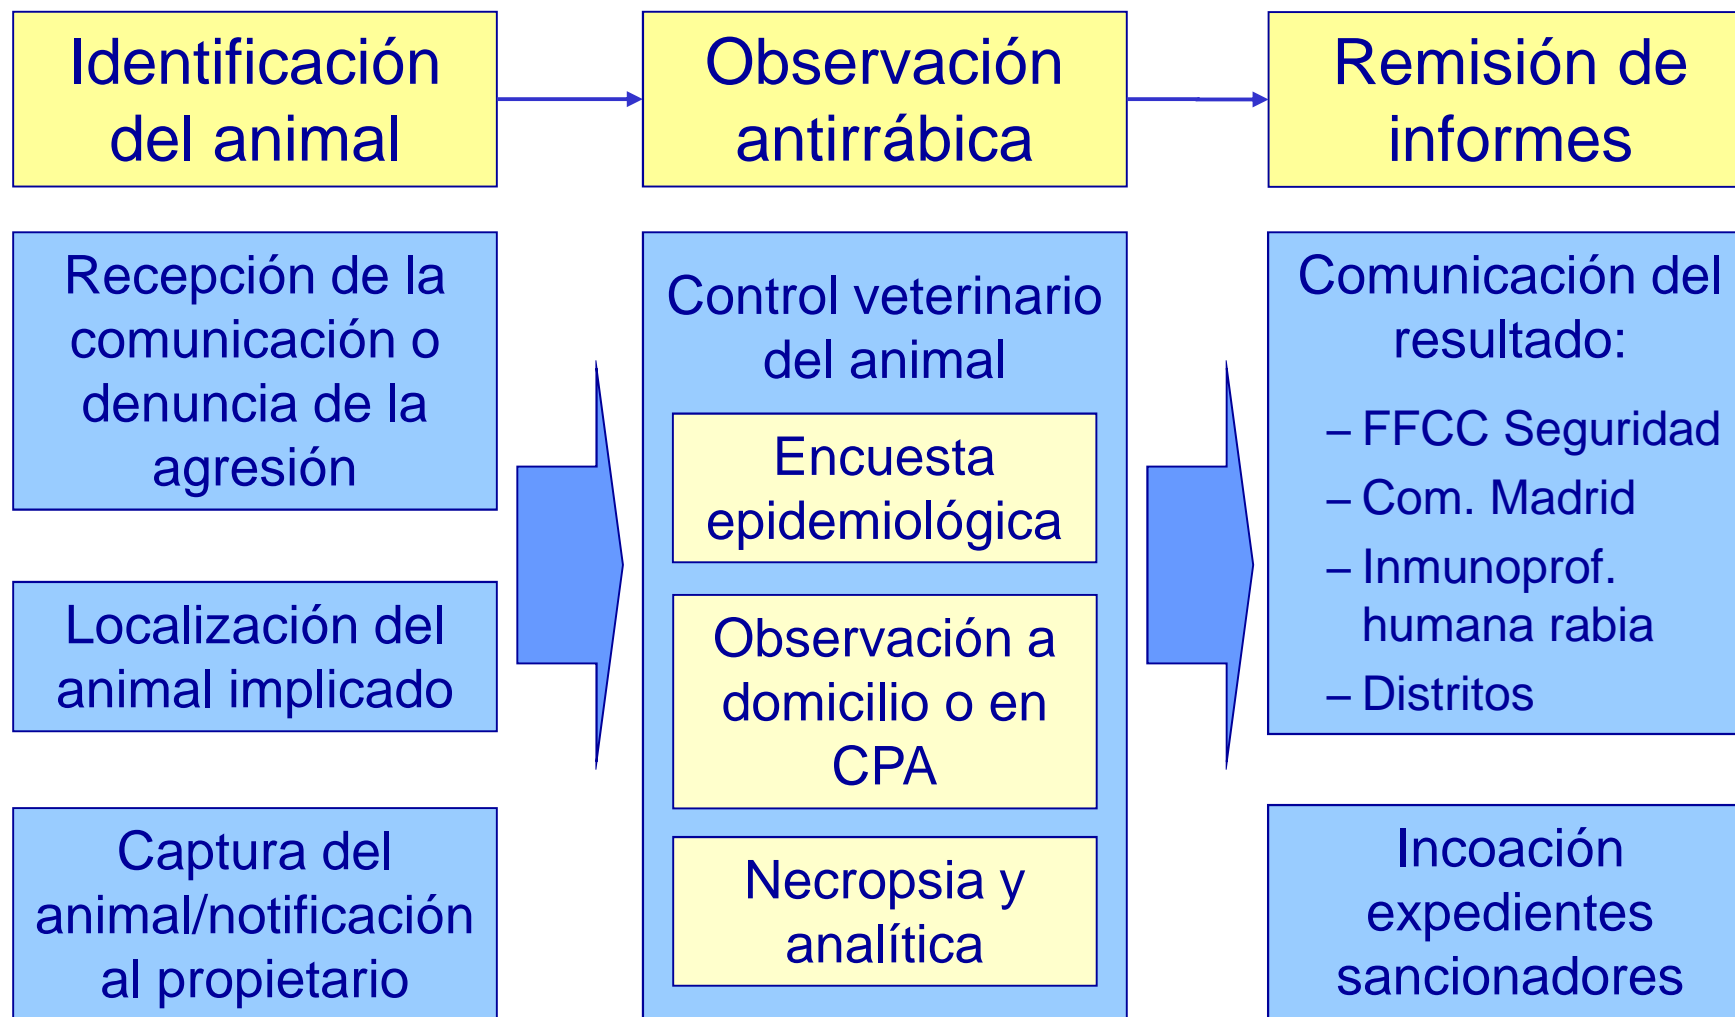 Identificación
del animal
Observación
antirrábica
Remisión de
informes
Recepción de la
comunicación o
denuncia de la
agresión
Localización del
animal implicado
Captura del
animal/notificación
al propietario
Control veterinario
del animal
Encuesta
epidemiológica
Observación a
domicilio o en
CPA
Necropsia y
analítica
Comunicación del
resultado:
– FFCC Seguridad
– Com. Madrid
– Inmunoprof.
humana rabia
– Distritos
Incoación
expedientes
sancionadores